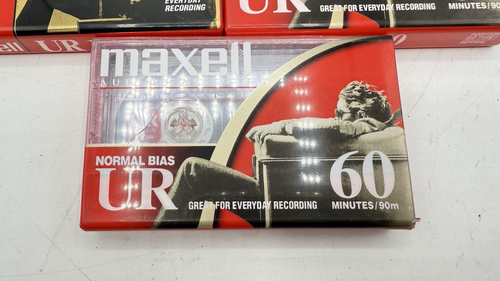 EVERYDAY
RECORDING
UR
GREAT FOR EVERYDAY RECORDING
MINUTES/90m
axell
UR
maxell
NORMAL BIAS
UR
GREAT FOR EVERYDAY RECORDING
60
MINUTES/90m